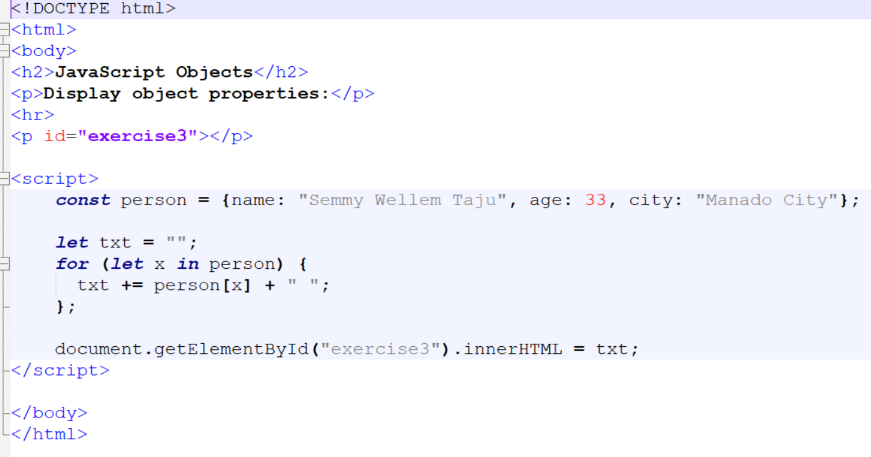 <!DOCTYPE html>
<html>
<body>
<h2>JavaScript Objects</h2>
<p>Display object properties:</p>
<hr>
<p id="exercise3"></p>
<script>
const person = {name: "Semmy Wellem Taju", age: 33, city: "Manado City"};
let txt = "";
for (let x in person) {
txt += person[x] + " ";
};
document.getElementById("exercise3").innerHTML = txt;
</script>
</body>
</html>